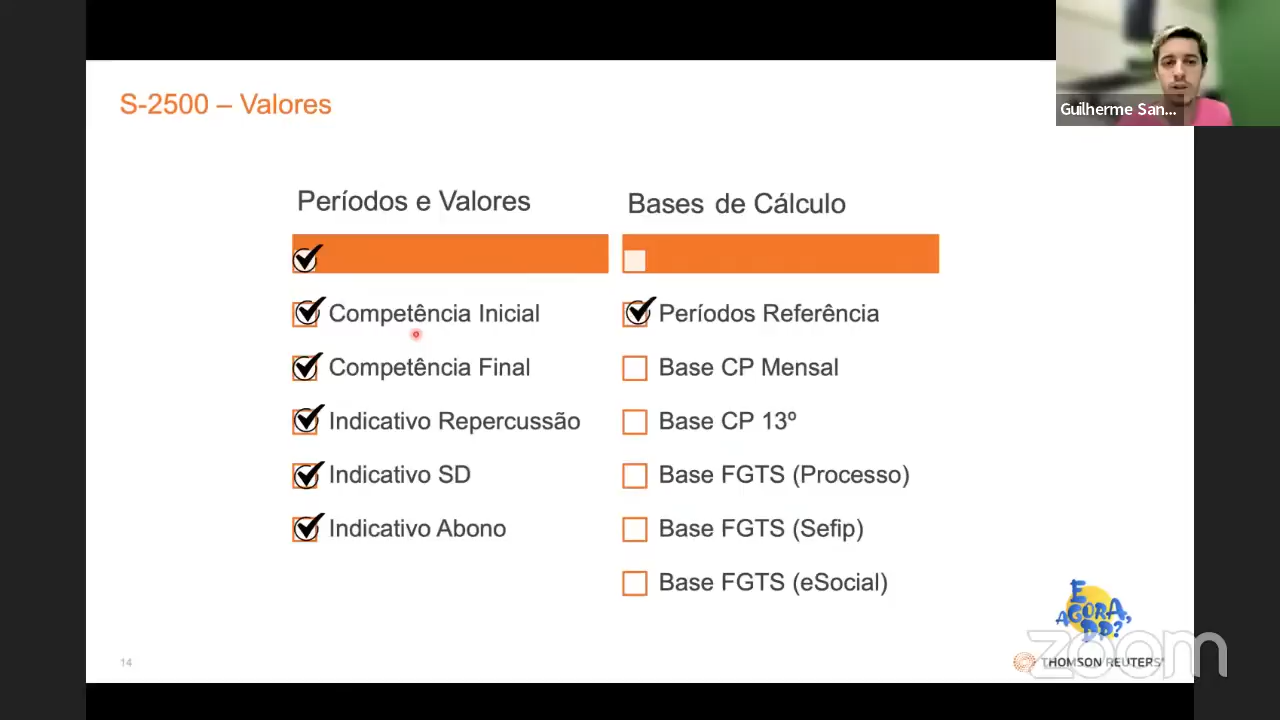 Guilherme San...
S-2500 – Valores
Períodos e Valores
Competência Inicial
Competência Final
Indicativo Repercussão
Indicativo SD
Indicativo Abono
Bases de Cálculo
Períodos Referência
Base CP Mensal
Base CP 13º
Base FGTS (Processo)
Base FGTS (Sefip)
Base FGTS (eSocial)
E
AGORA,
DP?
zoom
THOMSON REUTERS®
14